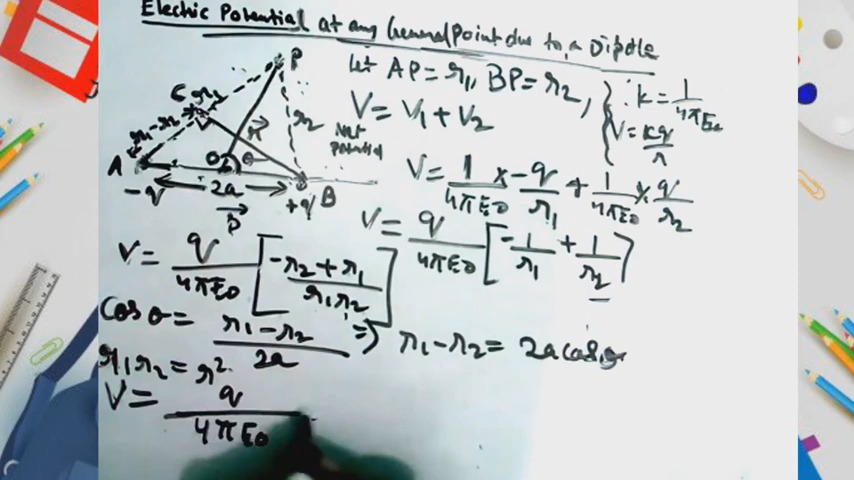 Electric Potential at any General Point due to a Dipole
Let AP = r1, BP = r2,
V = V1 + V2
Net
potential
∵ k = 1/4πε0
V = kq/r
P
C
r1-r2
r2
r2
r
A
O
θ
B
-q
2a
+q
p
V = 1/4πε0 × -q/r1 + 1/4πε0 × q/r2
V = q/4πε0 [-1/r1 + 1/r2]
V = q/4πε0 [-r2 + r1/r1r2]
cos θ = r1 - r2/2a ⇒ r1 - r2 = 2a cos θ
r1r2 = r²
V = q/4πε0